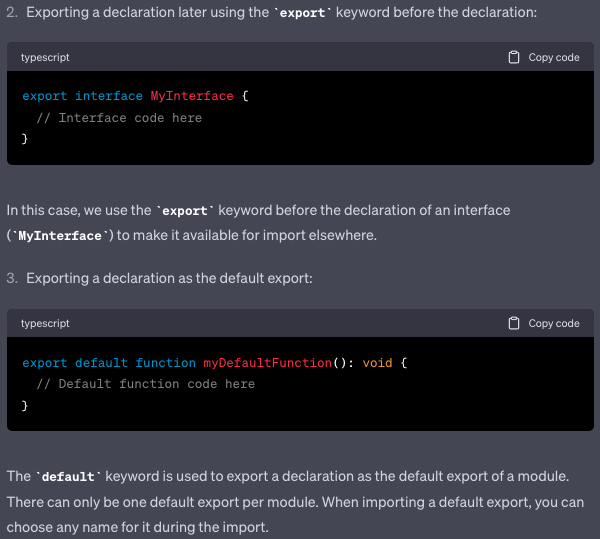 2. Exporting a declaration later using the `export` keyword before the declaration:
typescript Copy code
export interface MyInterface {
  // Interface code here
}
In this case, we use the `export` keyword before the declaration of an interface
(`MyInterface`) to make it available for import elsewhere.
3. Exporting a declaration as the default export:
typescript Copy code
export default function myDefaultFunction(): void {
  // Default function code here
}
The `default` keyword is used to export a declaration as the default export of a module.
There can only be one default export per module. When importing a default export, you can
choose any name for it during the import.